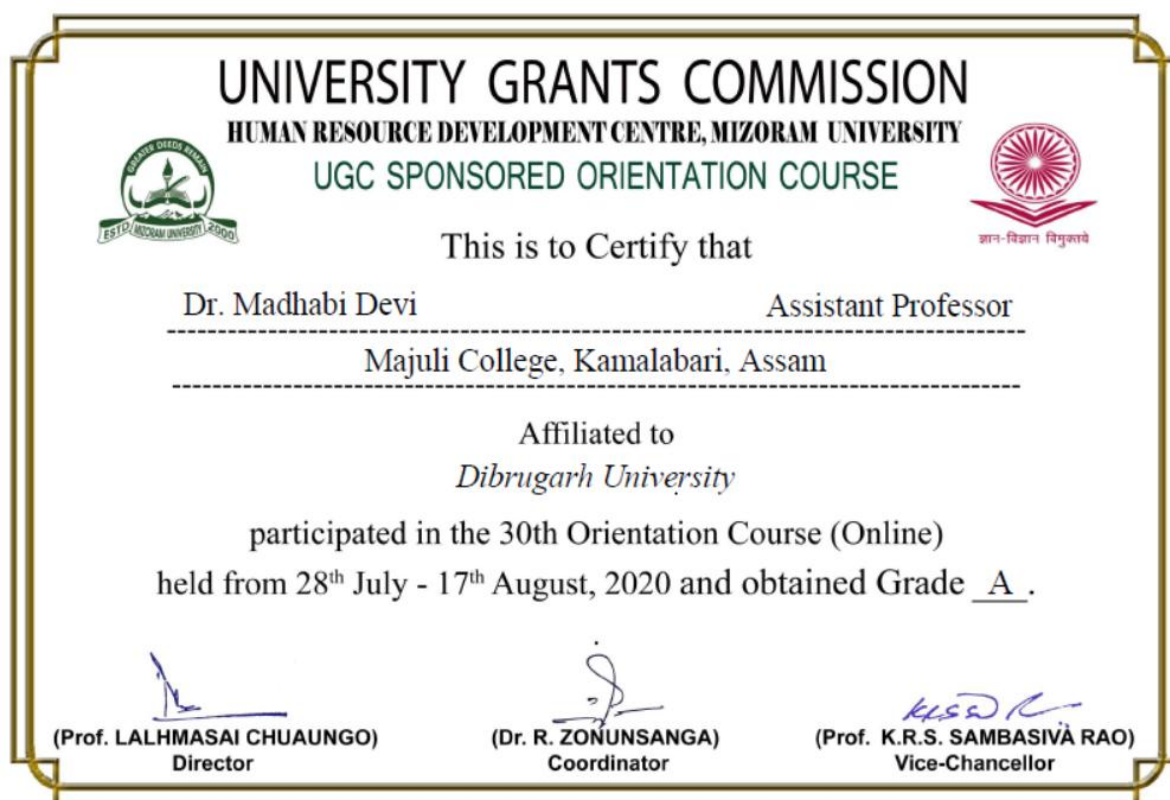 UNIVERSITY GRANTS COMMISSION
HUMAN RESOURCE DEVELOPMENT CENTRE, MIZORAM UNIVERSITY
UGC SPONSORED ORIENTATION COURSE
GREATER DEEDS REMAIN
ESTD MIZORAM UNIVERSITY 2000
ज्ञान-विज्ञान विमुक्तये
This is to Certify that
Dr. Madhabi Devi Assistant Professor
Majuli College, Kamalabari, Assam
Affiliated to
Dibrugarh University
participated in the 30th Orientation Course (Online)
held from 28th July - 17th August, 2020 and obtained Grade A.
(Prof. LALHMASAI CHUAUNGO)
Director
(Dr. R. ZONUNSANGA)
Coordinator
(Prof. K.R.S. SAMBASIVA RAO)
Vice-Chancellor